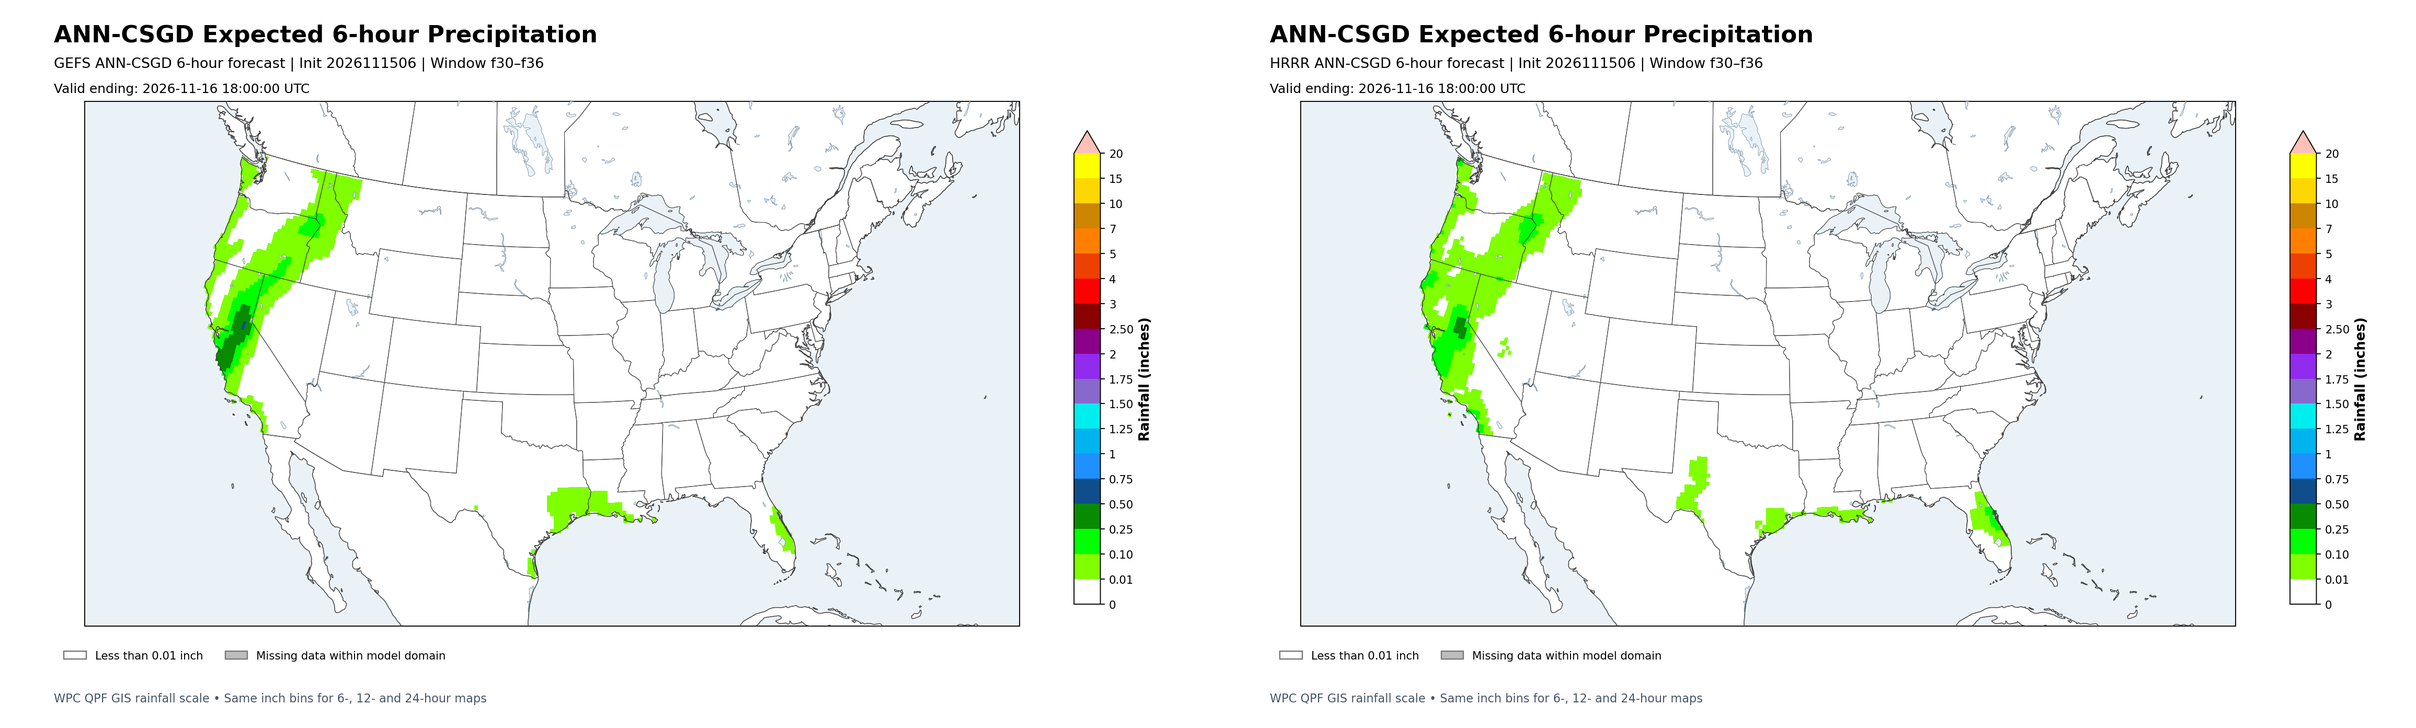 ANN-CSGD Expected 6-hour Precipitation
GEFS ANN-CSGD 6-hour forecast | Init 2026111506 | Window f30–f36
Valid ending: 2026-11-16 18:00:00 UTC
20
15
10
7
5
4
3
2.50
2
1.75
1.50
1.25
1
0.75
0.50
0.25
0.10
0.01
0
Rainfall (inches)
Less than 0.01 inch
Missing data within model domain
WPC QPF GIS rainfall scale • Same inch bins for 6-, 12- and 24-hour maps
ANN-CSGD Expected 6-hour Precipitation
HRRR ANN-CSGD 6-hour forecast | Init 2026111506 | Window f30–f36
Valid ending: 2026-11-16 18:00:00 UTC
20
15
10
7
5
4
3
2.50
2
1.75
1.50
1.25
1
0.75
0.50
0.25
0.10
0.01
0
Rainfall (inches)
Less than 0.01 inch
Missing data within model domain
WPC QPF GIS rainfall scale • Same inch bins for 6-, 12- and 24-hour maps